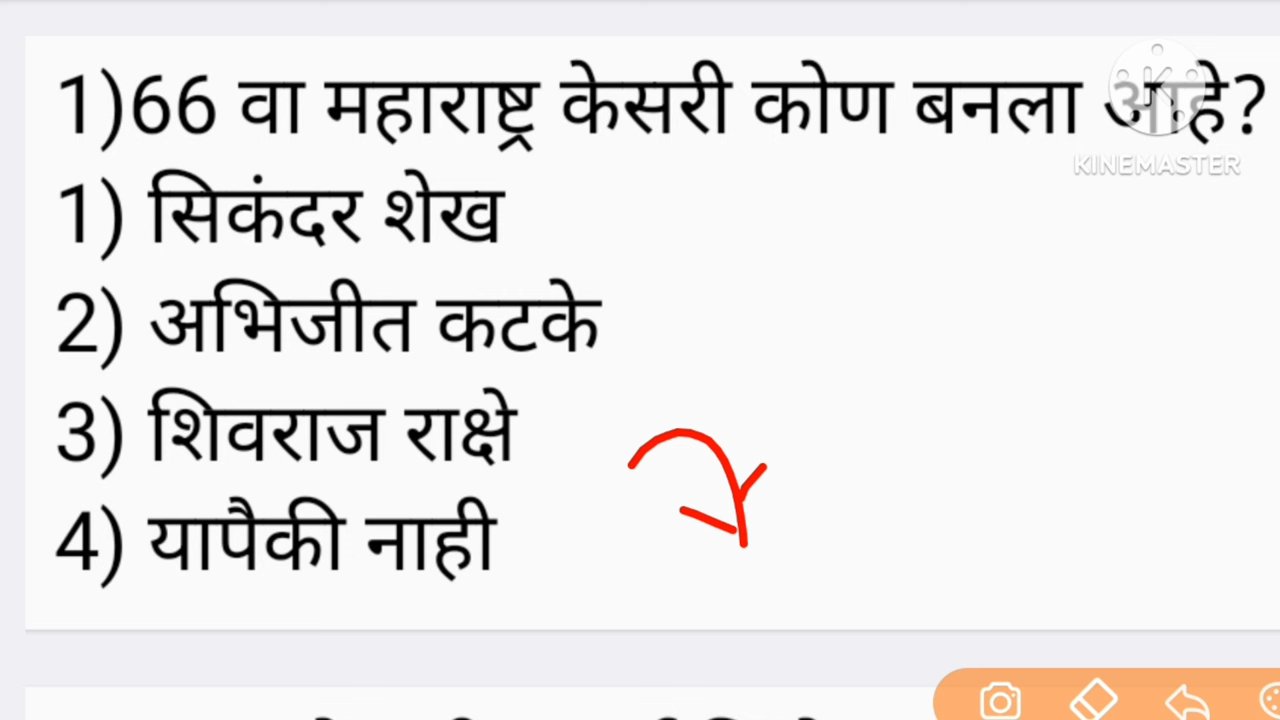 1)66 वा महाराष्ट्र केसरी कोण बनला आहे?
KINEMASTER
1) सिकंदर शेख
2) अभिजीत कटके
3) शिवराज राक्षे
4) यापैकी नाही